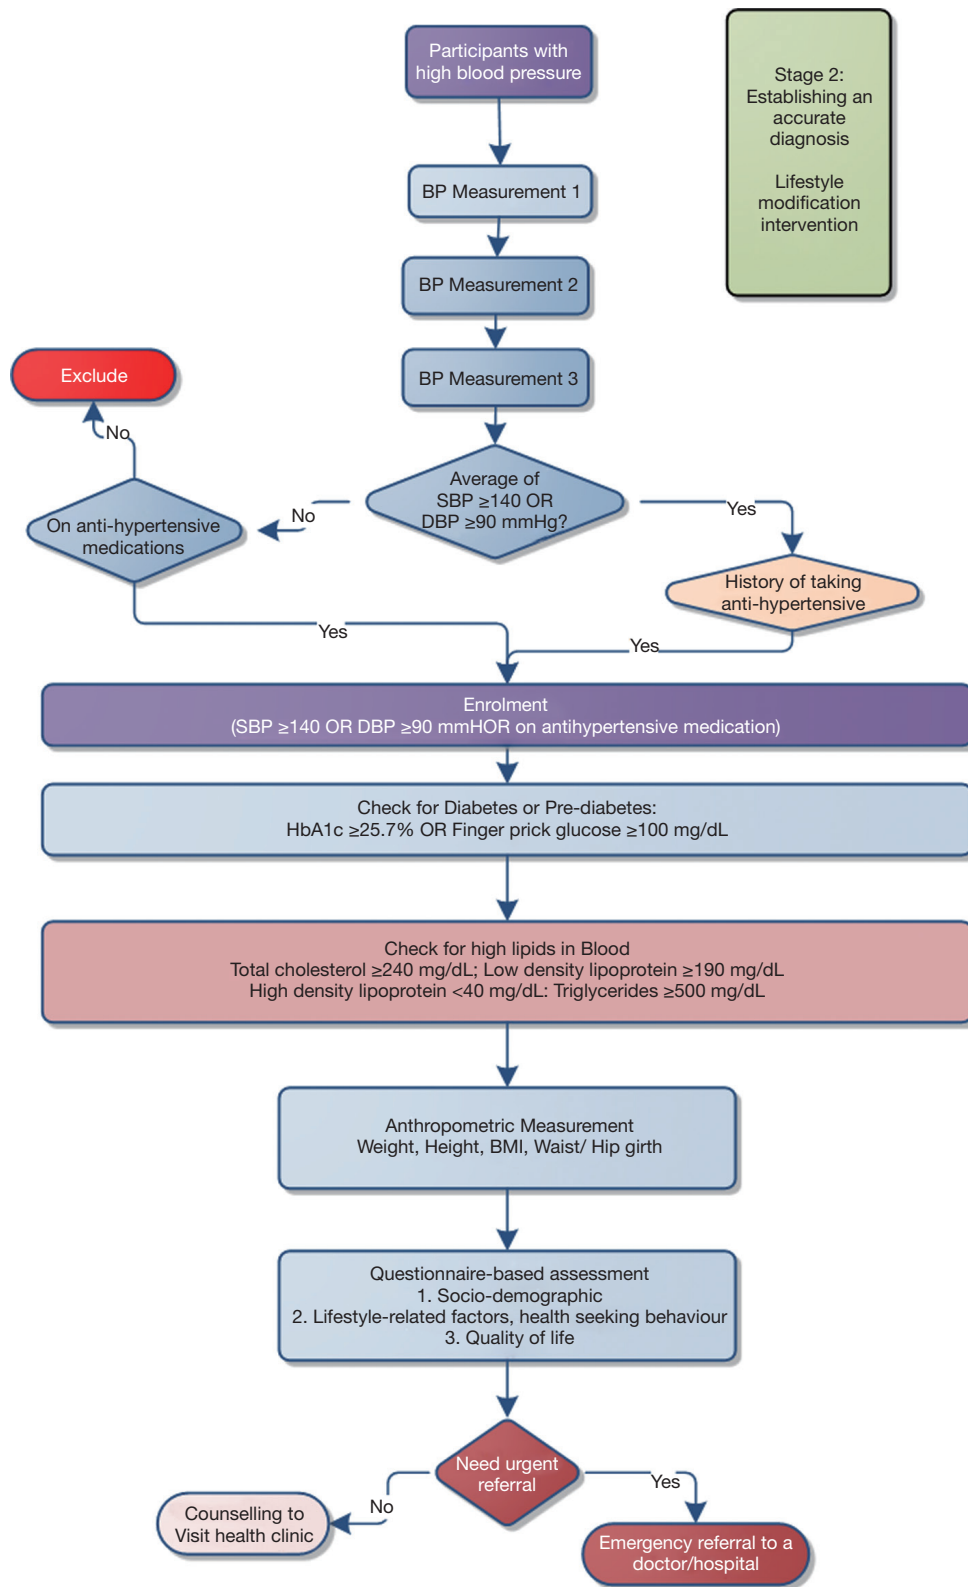 Participants with
high blood pressure
Stage 2:
Establishing an
accurate
diagnosis
Lifestyle
modification
intervention
BP Measurement 1
BP Measurement 2
BP Measurement 3
Exclude
No
Average of
SBP ≥140 OR
DBP ≥90 mmHg?
No
Yes
On anti-hypertensive
medications
History of taking
anti-hypertensive
Yes
Yes
Enrolment
(SBP ≥140 OR DBP ≥90 mmHOR on antihypertensive medication)
Check for Diabetes or Pre-diabetes:
HbA1c ≥25.7% OR Finger prick glucose ≥100 mg/dL
Check for high lipids in Blood
Total cholesterol ≥240 mg/dL; Low density lipoprotein ≥190 mg/dL
High density lipoprotein <40 mg/dL: Triglycerides ≥500 mg/dL
Anthropometric Measurement
Weight, Height, BMI, Waist/ Hip girth
Questionnaire-based assessment
1. Socio-demographic
2. Lifestyle-related factors, health seeking behaviour
3. Quality of life
Need urgent
referral
No
Yes
Counselling to
Visit health clinic
Emergency referral to a
doctor/hospital